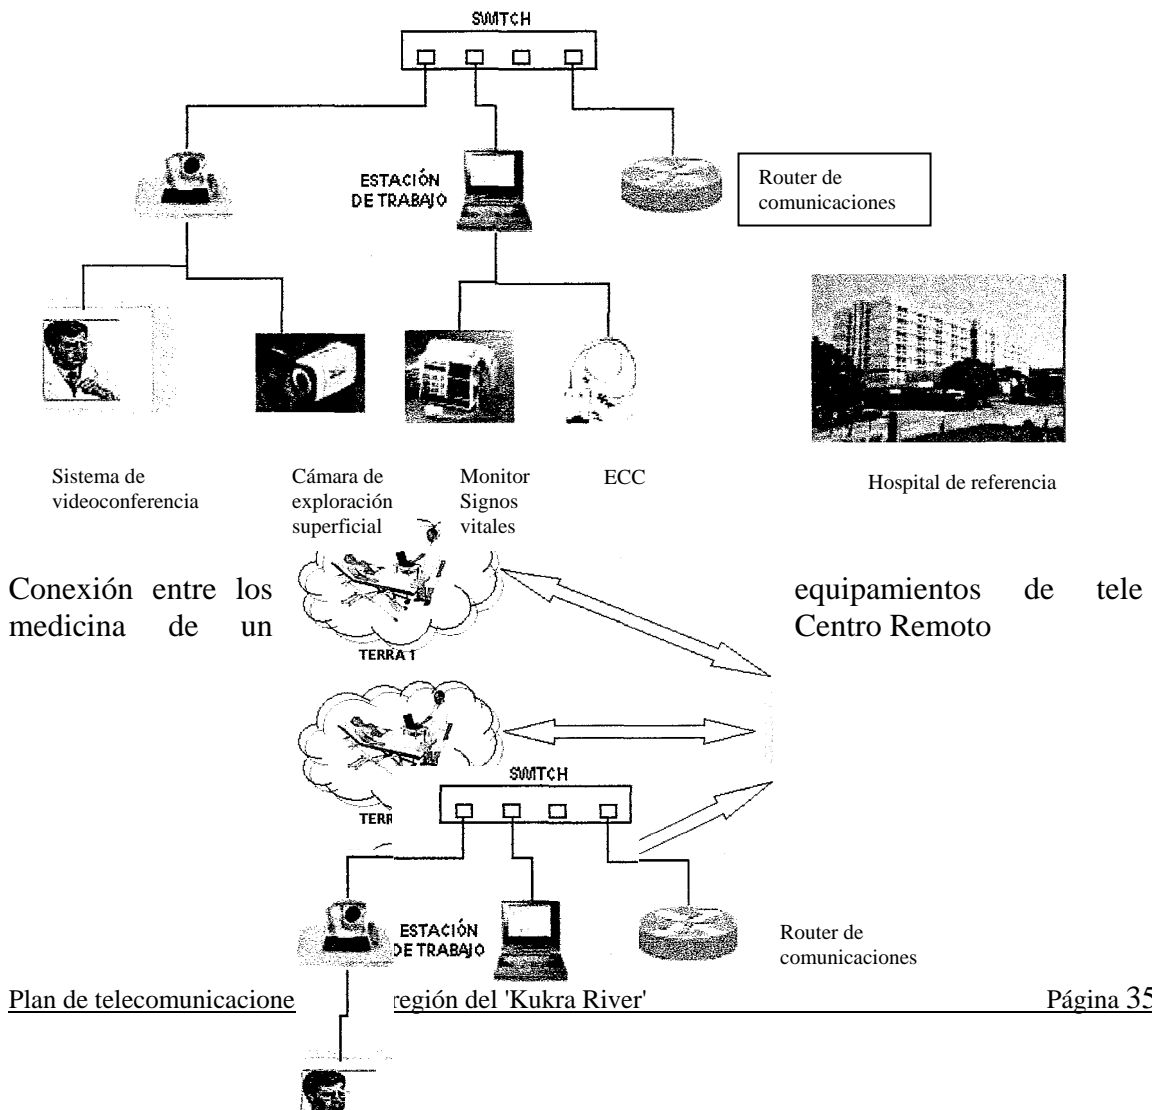 SWITCH
ESTACIÓN
DE TRABAJO
Router de
comunicaciones
Sistema de
videoconferencia
Cámara de
exploración
superficial
Monitor
Signos
vitales
ECC
Hospital de referencia
Conexión entre los equipamientos de tele
medicina de un Centro Remoto
TERRA 1
TERR
SWITCH
ESTACIÓN
DE TRABAJO
Router de
comunicaciones
Plan de telecomunicacione región del 'Kukra River' Página 35